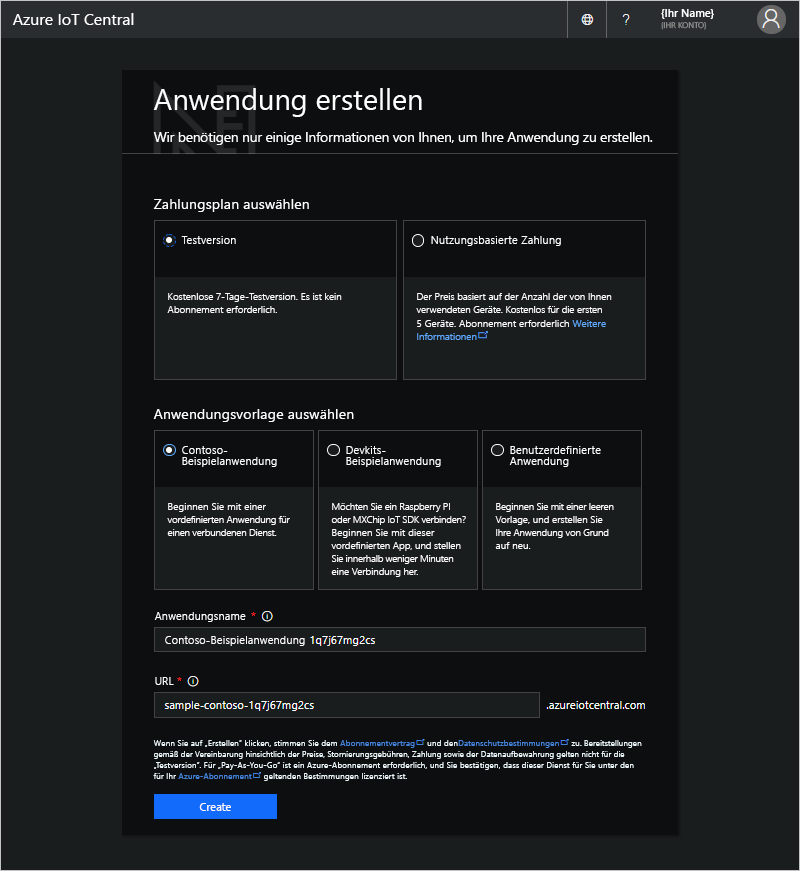 Azure IoT Central
?
{Ihr Name}
(IHR KONTO)
Anwendung erstellen
Wir benötigen nur einige Informationen von Ihnen, um Ihre Anwendung zu erstellen.
Zahlungsplan auswählen
Testversion
Kostenlose 7-Tage-Testversion. Es ist kein
Abonnement erforderlich.
Nutzungsbasierte Zahlung
Der Preis basiert auf der Anzahl der von Ihnen
verwendeten Geräte. Kostenlos für die ersten
5 Geräte. Abonnement erforderlich Weitere
Informationen
Anwendungsvorlage auswählen
Contoso-
Beispielanwendung
Beginnen Sie mit einer
vordefinierten Anwendung für
einen verbundenen Dienst.
Devkits-
Beispielanwendung
Möchten Sie ein Raspberry PI
oder MXChip IoT SDK verbinden?
Beginnen Sie mit dieser
vordefinierten App, und stellen
Sie innerhalb weniger Minuten
eine Verbindung her.
Benutzerdefinierte
Anwendung
Beginnen Sie mit einer leeren
Vorlage, und erstellen Sie
Ihre Anwendung von Grund
auf neu.
Anwendungsname *
Contoso-Beispielanwendung 1q7j67mg2cs
URL *
sample-contoso-1q7j67mg2cs
.azureiotcentral.com
Wenn Sie auf „Erstellen“ klicken, stimmen Sie dem Abonnementvertrag und denDatenschutzbestimmungen zu. Bereitstellungen
gemäß der Vereinbarung hinsichtlich der Preise, Stornierungsgebühren, Zahlung sowie der Datenaufbewahrung gelten nicht für die
„Testversion“. Für „Pay-As-You-Go“ ist ein Azure-Abonnement erforderlich, und Sie bestätigen, dass dieser Dienst für Sie unter den
für Ihr Azure-Abonnement geltenden Bestimmungen lizenziert ist.
Create